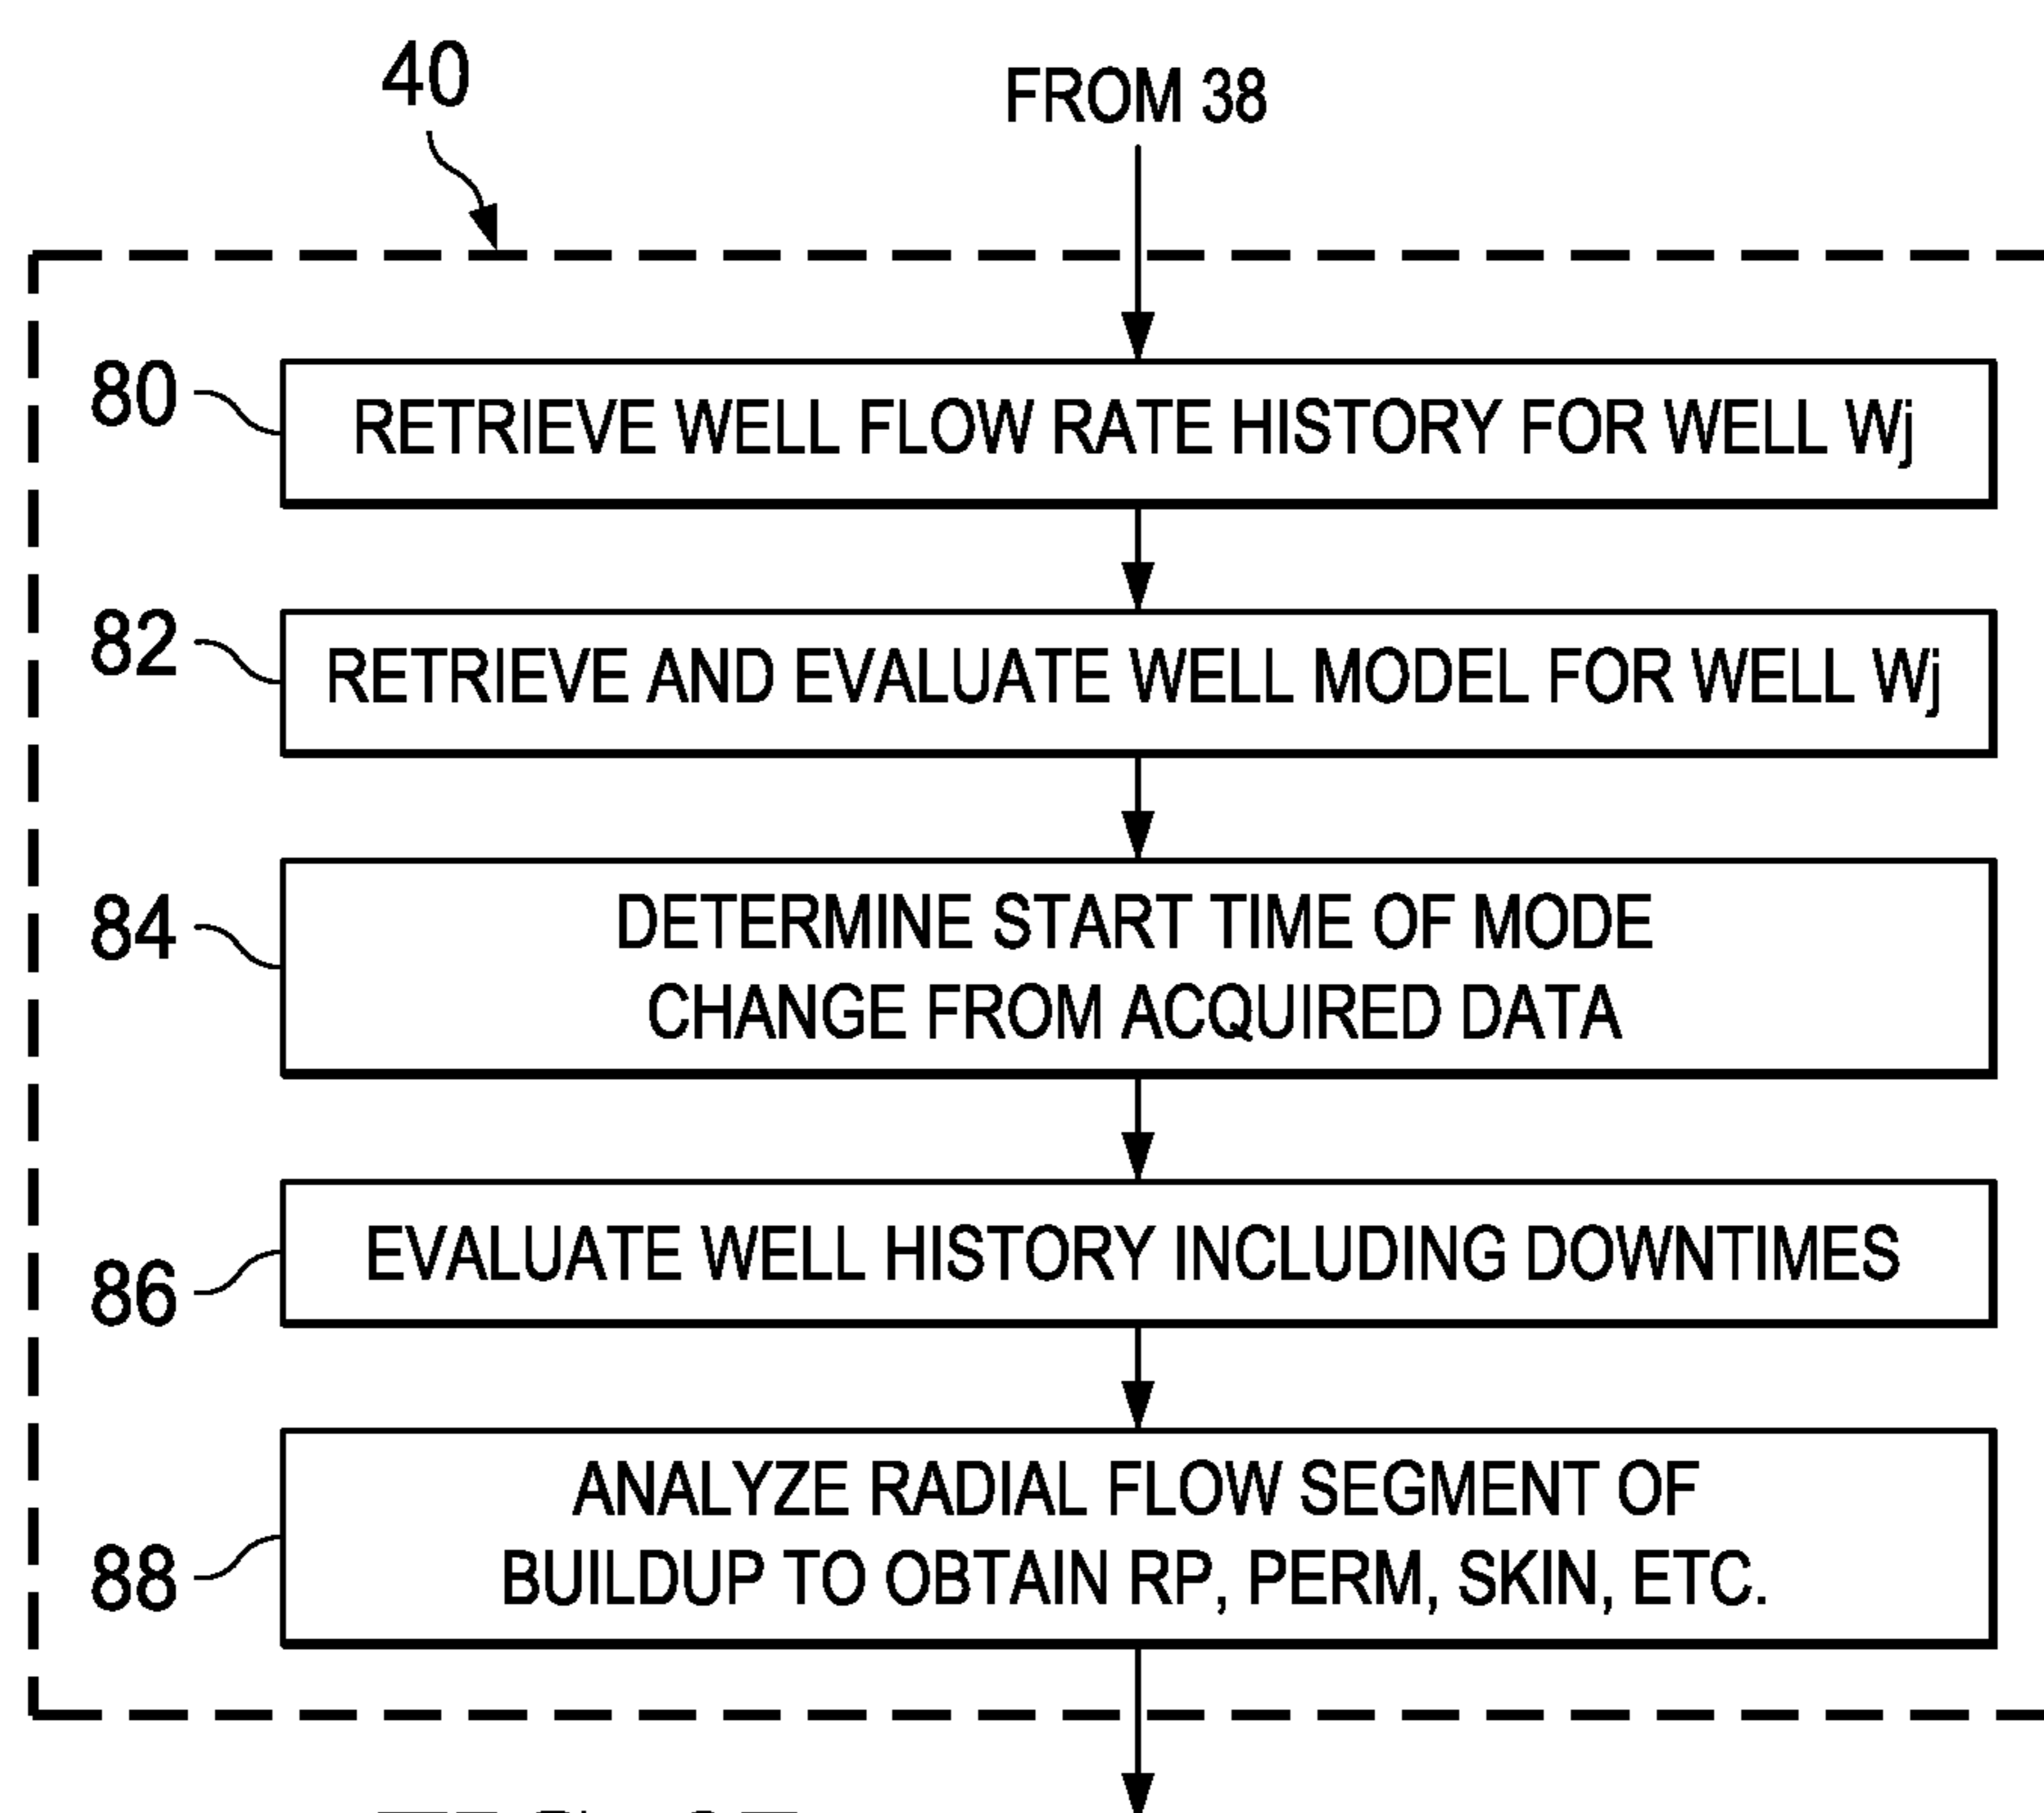 40
FROM 38
80
RETRIEVE WELL FLOW RATE HISTORY FOR WELL Wj
82
RETRIEVE AND EVALUATE WELL MODEL FOR WELL Wj
84
DETERMINE START TIME OF MODE
CHANGE FROM ACQUIRED DATA
86
EVALUATE WELL HISTORY INCLUDING DOWNTIMES
88
ANALYZE RADIAL FLOW SEGMENT OF
BUILDUP TO OBTAIN RP, PERM, SKIN, ETC.